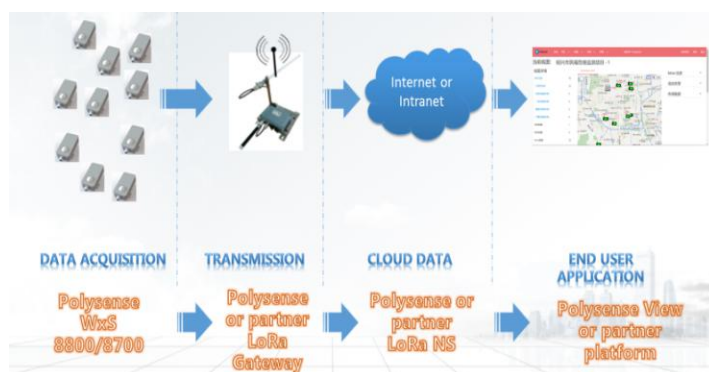 Internet or
Intranet
DATA ACQUISITION
TRANSMISSION
CLOUD DATA
END USER
APPLICATION
Polysense
WxS
8800/8700
Polysense
or partner
LoRa
Gateway
Polysense or
partner
LoRa NS
Polysense View
or partner
platform